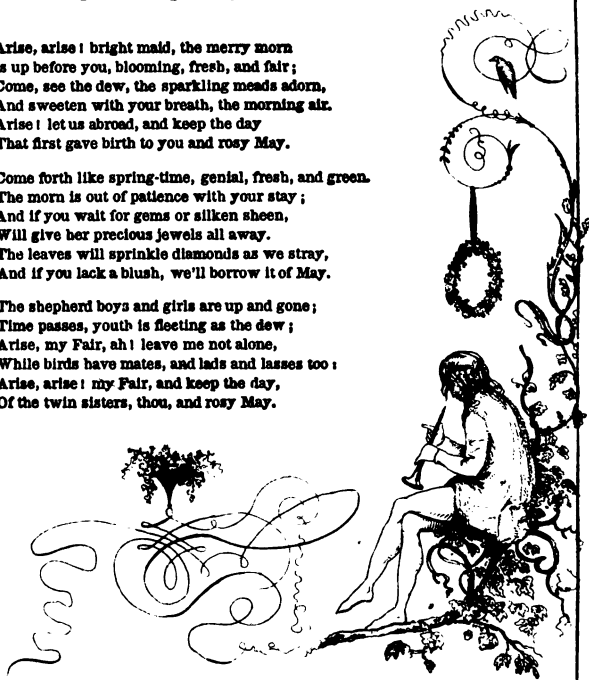 Arise, arise! bright maid, the merry morn
Is up before you, blooming, fresh, and fair;
Come, see the dew, the sparkling meads adorn,
And sweeten with your breath, the morning air.
Arise! let us abroad, and keep the day
That first gave birth to you and rosy May.
Come forth like spring-time, genial, fresh, and green.
The morn is out of patience with your stay;
And if you wait for gems or silken sheen,
Will give her precious jewels all away.
The leaves will sprinkle diamonds as we stray,
And if you lack a blush, we'll borrow it of May.
The shepherd boys and girls are up and gone;
Time passes, youth is fleeting as the dew;
Arise, my Fair, ah! leave me not alone,
While birds have mates, and lads and lasses too:
Arise, arise! my Fair, and keep the day,
Of the twin sisters, thou, and rosy May.